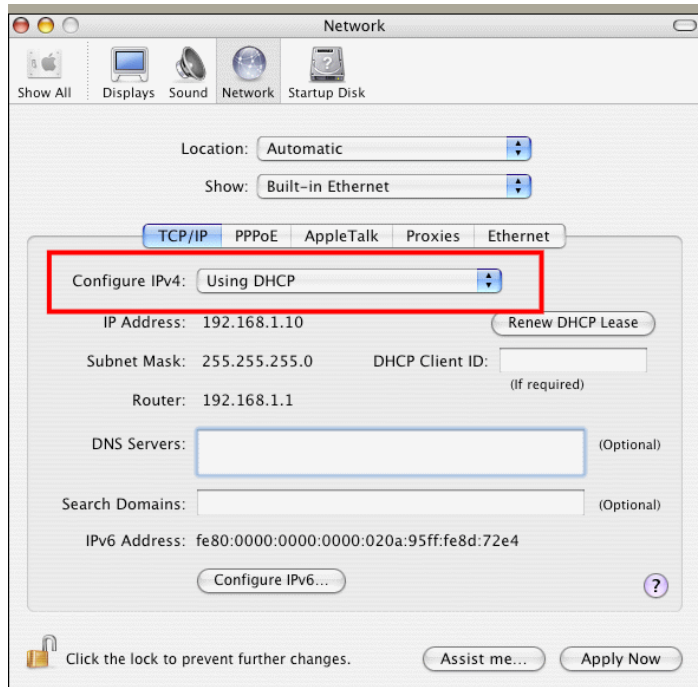 Network
Show All Displays Sound Network Startup Disk
Location: Automatic
Show: Built-in Ethernet
TCP/IP PPPoE AppleTalk Proxies Ethernet
Configure IPv4: Using DHCP
IP Address: 192.168.1.10 Renew DHCP Lease
Subnet Mask: 255.255.255.0 DHCP Client ID:
(If required)
Router: 192.168.1.1
DNS Servers: (Optional)
Search Domains: (Optional)
IPv6 Address: fe80:0000:0000:0000:020a:95ff:fe8d:72e4
Configure IPv6... ?
Click the lock to prevent further changes. Assist me... Apply Now